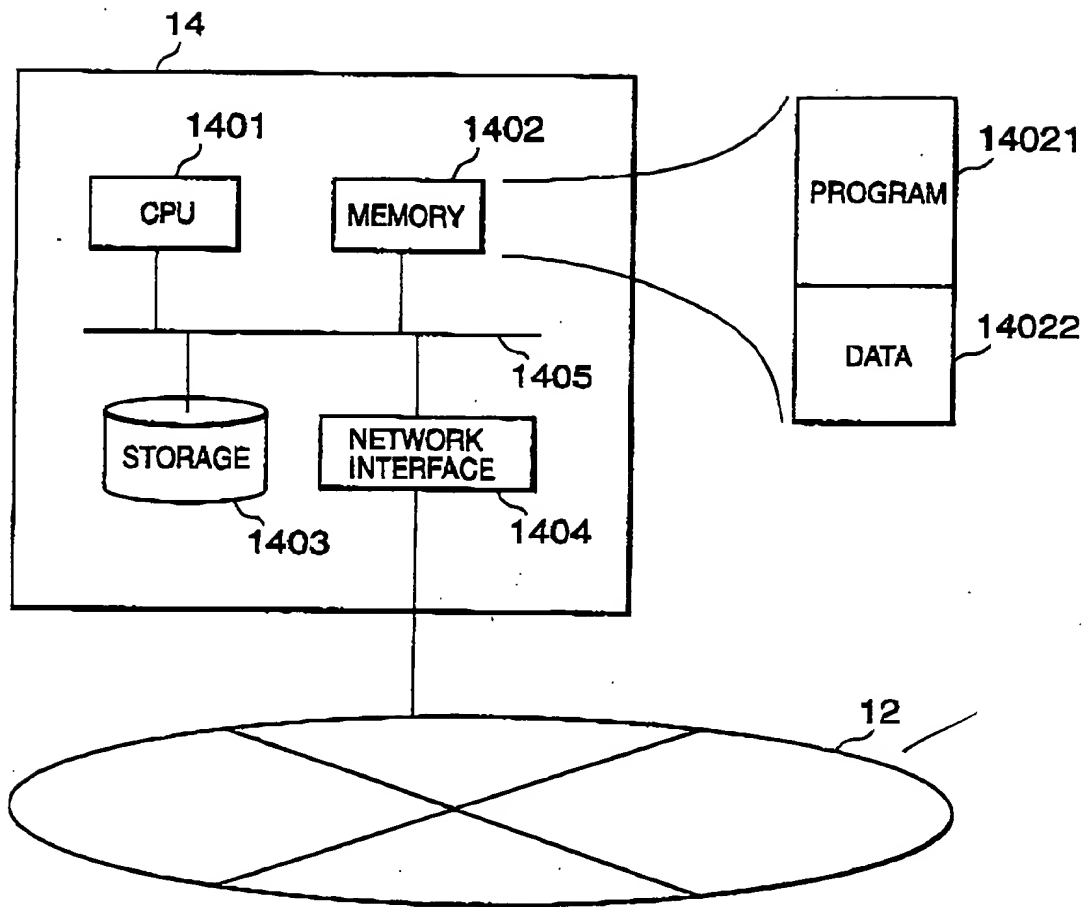 14
1401
1402
CPU
MEMORY
14021
PROGRAM
14022
DATA
1405
STORAGE
NETWORK
INTERFACE
1403
1404
12